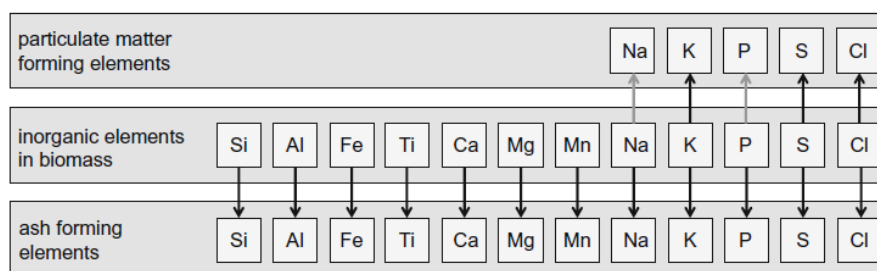 particulate matter
forming elements
Na K P S Cl
inorganic elements
in biomass
Si Al Fe Ti Ca Mg Mn Na K P S Cl
ash forming
elements
Si Al Fe Ti Ca Mg Mn Na K P S Cl